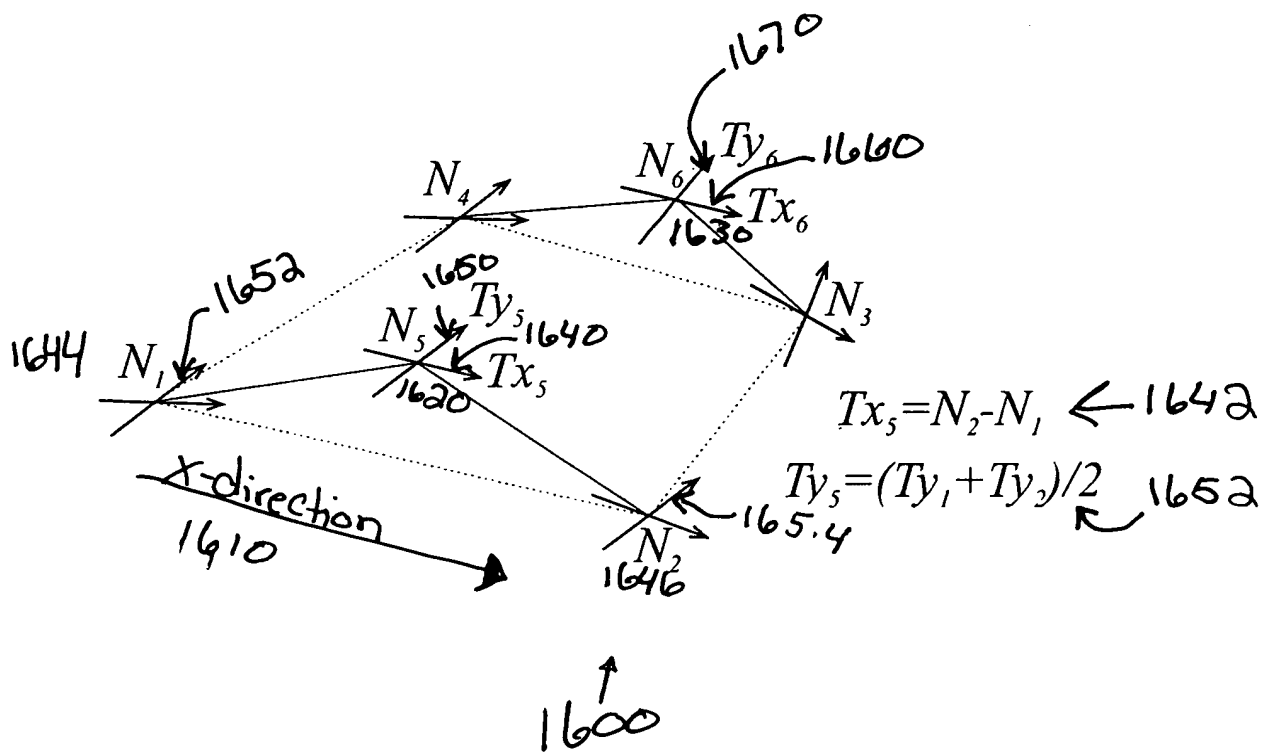 1670
N₆ Ty₆ 1660
N₄
Tx₆
1630
1652
1650
N₅ Ty₅ 1640
N₃
1644 N₁
Tx₅
1620
Tx₅=N₂-N₁ 1642
x-direction
Ty₅=(Ty₁+Ty₂)/2 1652
1610
165.4
N₂
1646
1600